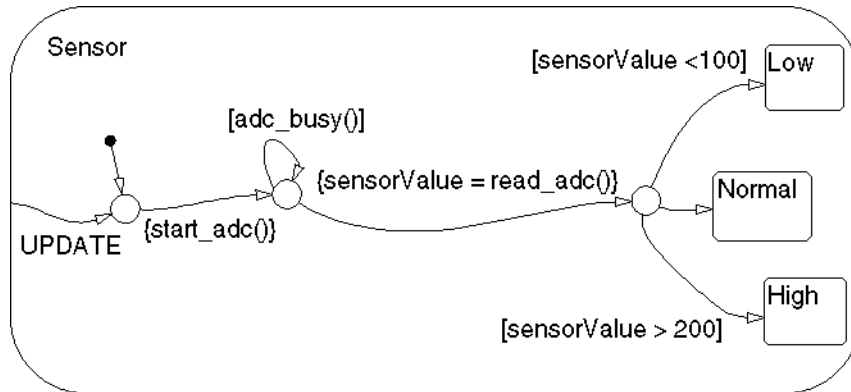 Sensor
[sensorValue <100]
Low
[adc_busy()]
{sensorValue = read_adc()}
Normal
{start_adc()}
UPDATE
High
[sensorValue > 200]